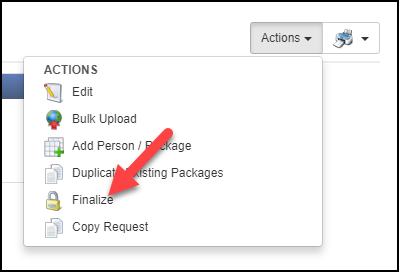 Actions
ACTIONS
Edit
Bulk Upload
Add Person / Package
Duplicate Existing Packages
Finalize
Copy Request